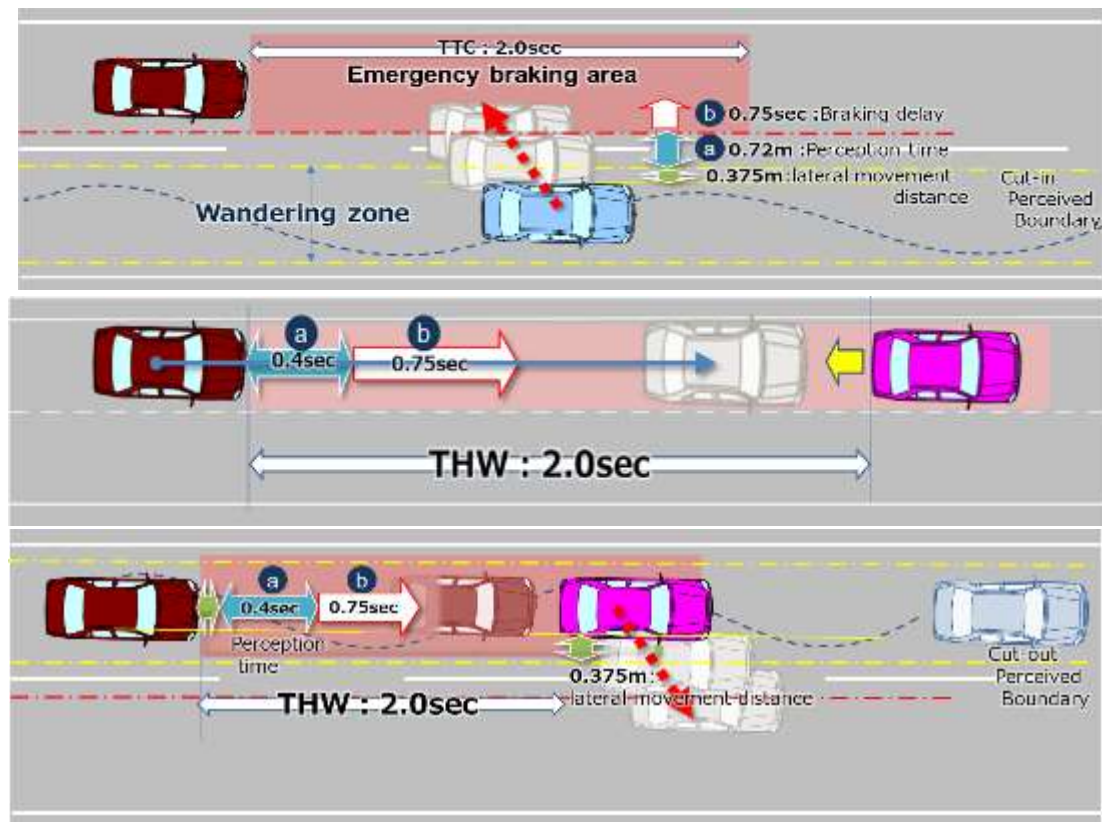 TTC : 2.0sec
Emergency braking area
b 0.75sec :Braking delay
a 0.72m :Perception time
0.375m :lateral movement
distance
Cut-in
Perceived
Boundary
Wandering zone
a
b
0.4sec
0.75sec
THW : 2.0sec
a
b
0.4sec
0.75sec
Perception
time
THW : 2.0sec
0.375m :
lateral movement distance
Cut out
Perceived
Boundary